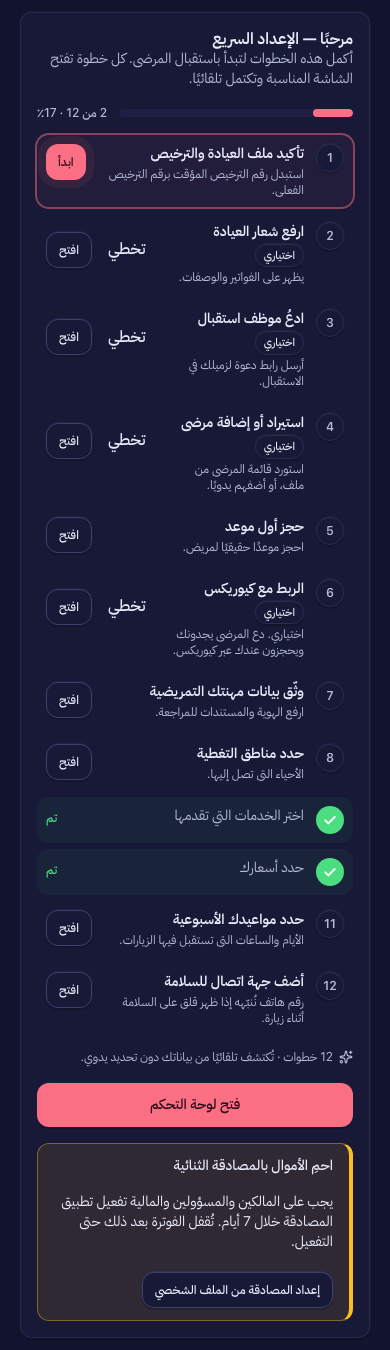 مرحبًا — الإعداد السريع
أكمل هذه الخطوات لتبدأ باستقبال المرضى. كل خطوة تفتح
الشاشة المناسبة وتكتمل تلقائيًا.
2 من 12 · 17٪
1
تأكيد ملف العيادة والترخيص
استبدل رقم الترخيص المؤقت برقم الترخيص
الفعلي.
ابدأ
2
ارفع شعار العيادة
اختياري
يظهر على الفواتير والوصفات.
تخطي
افتح
3
ادعُ موظف استقبال
اختياري
أرسل رابط دعوة لزميلك في
الاستقبال.
تخطي
افتح
4
استيراد أو إضافة مرضى
اختياري
استورد قائمة المرضى من
ملف، أو أضفهم يدويًا.
تخطي
افتح
5
حجز أول موعد
احجز موعدًا حقيقيًا لمريض.
افتح
6
الربط مع كيوريكس
اختياري
اختياري. دع المرضى يجدونك
ويحجزون عندك عبر كيوريكس.
تخطي
افتح
7
وثّق بيانات مهنتك التمريضية
ارفع الهوية والمستندات للمراجعة.
افتح
8
حدد مناطق التغطية
الأحياء التي تصل إليها.
افتح
اختر الخدمات التي تقدمها
تم
حدد أسعارك
تم
11
حدد مواعيدك الأسبوعية
الأيام والساعات التي تستقبل فيها الزيارات.
افتح
12
أضف جهة اتصال للسلامة
رقم هاتف نُنبّهه إذا ظهر قلق على السلامة
أثناء زيارة.
افتح
12 خطوات · تُكتشف تلقائيًا من بياناتك دون تحديد يدوي.
فتح لوحة التحكم
احمِ الأموال بالمصادقة الثنائية
يجب على المالكين والمسؤولين والمالية تفعيل تطبيق
المصادقة خلال 7 أيام. تُقفل الفوترة بعد ذلك حتى
التفعيل.
إعداد المصادقة من الملف الشخصي